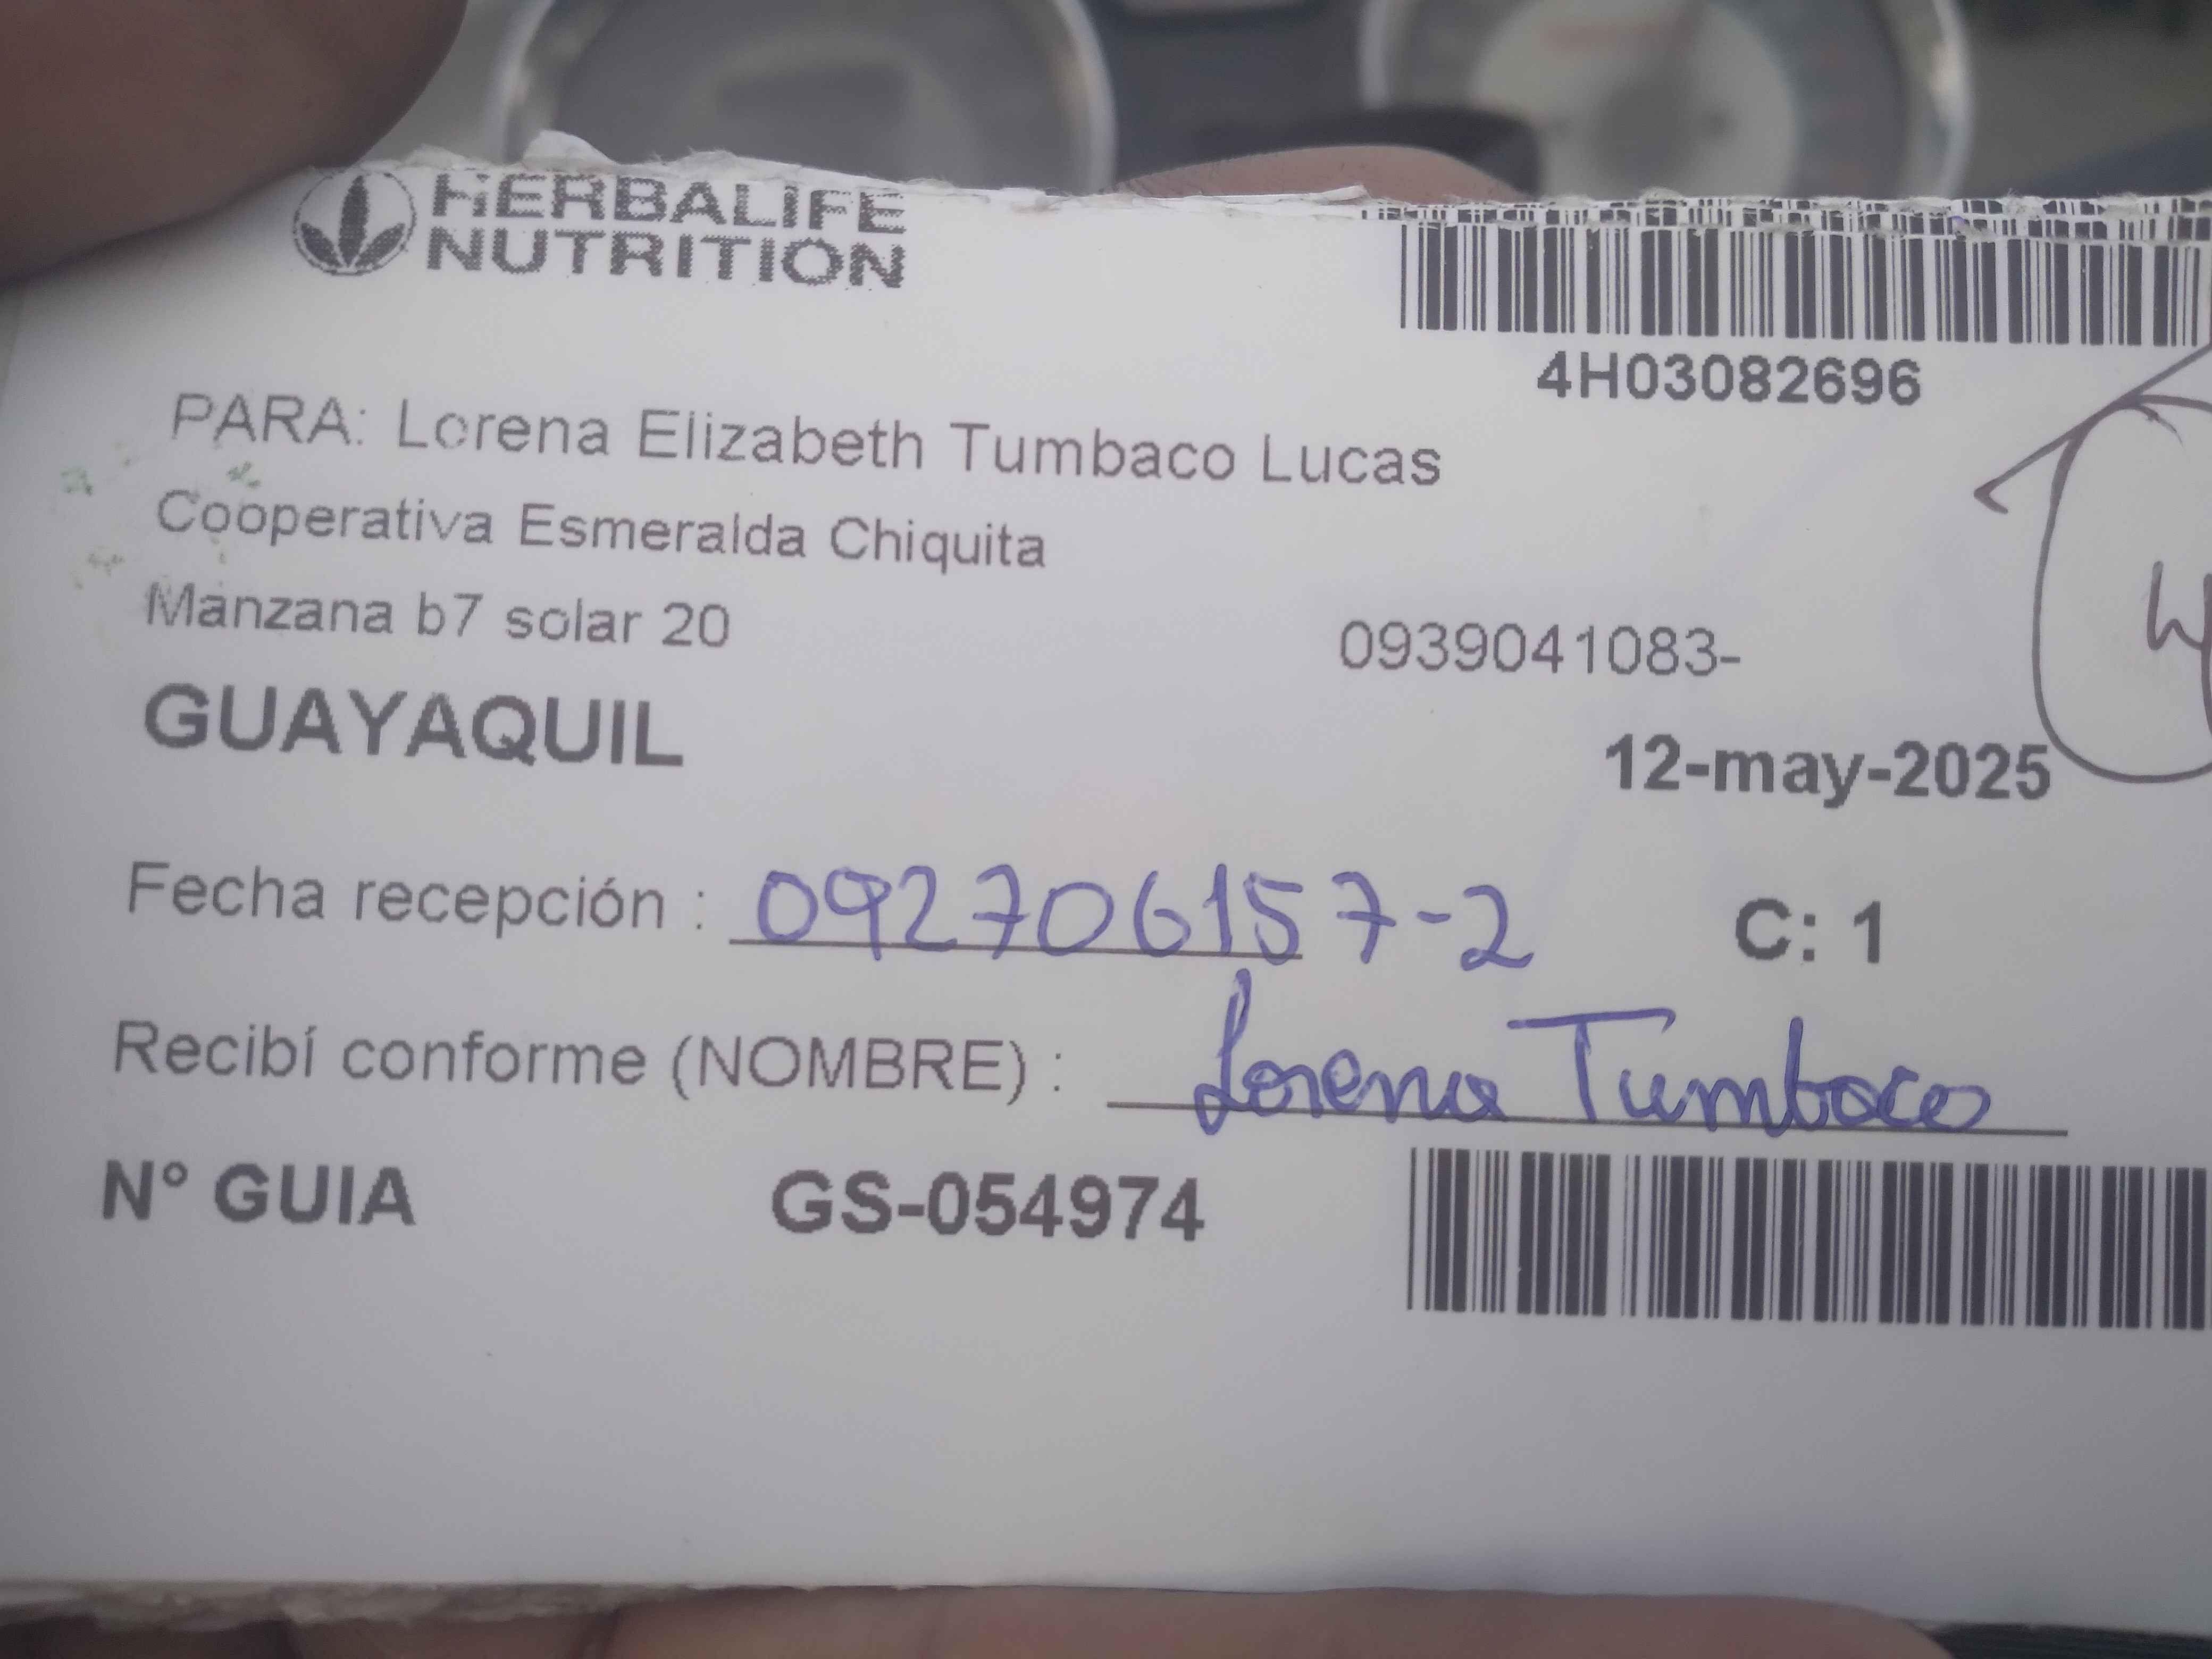 HERBALIFE
NUTRITION
4H03082696
PARA: Lorena Elizabeth Tumbaco Lucas
Cooperativa Esmeralda Chiquita
Manzana b7 solar 20
0939041083-
GUAYAQUIL
12-may-2025
Fecha recepción : 092706157-2
C: 1
Recibí conforme (NOMBRE) : Lorena Tumbaco
N° GUIA GS-054974